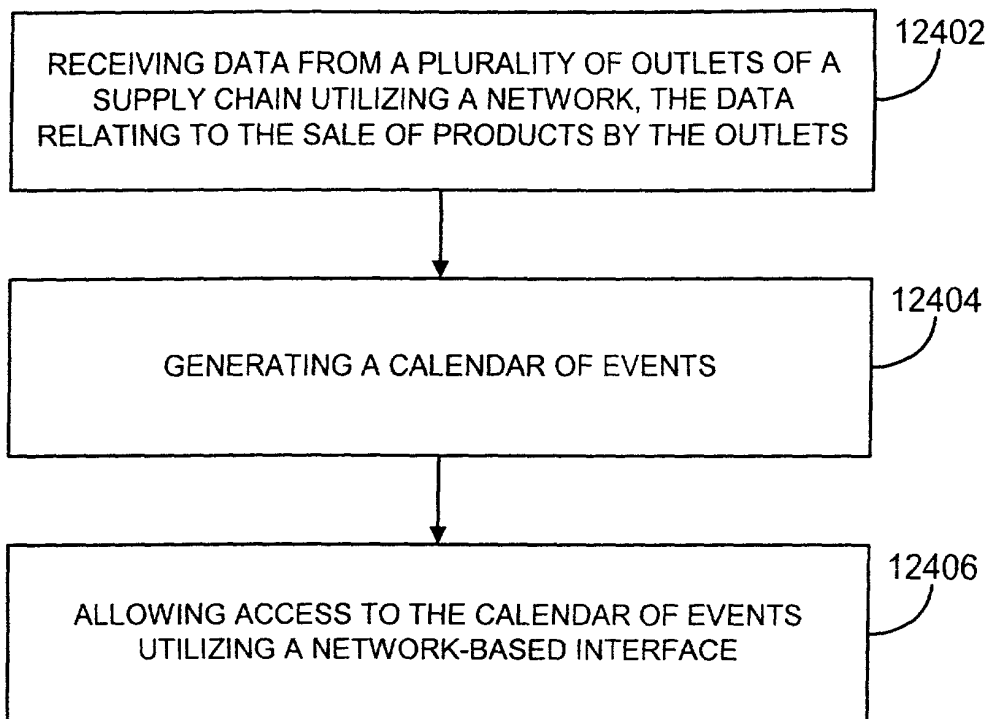 12402
RECEIVING DATA FROM A PLURALITY OF OUTLETS OF A
SUPPLY CHAIN UTILIZING A NETWORK, THE DATA
RELATING TO THE SALE OF PRODUCTS BY THE OUTLETS
12404
GENERATING A CALENDAR OF EVENTS
12406
ALLOWING ACCESS TO THE CALENDAR OF EVENTS
UTILIZING A NETWORK-BASED INTERFACE